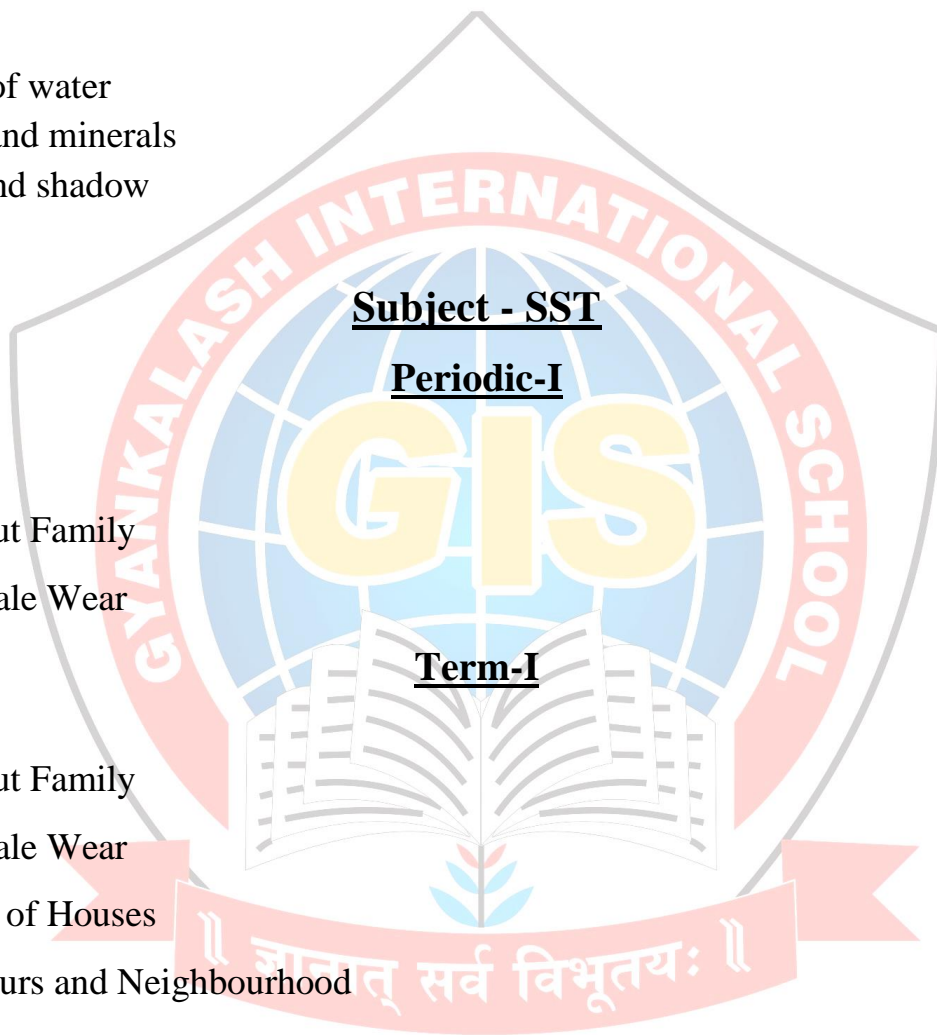 of water
and minerals
nd shadow
GYANKALASH INTERNATIONAL SCHOOL
Subject - SST
Periodic-I
GIS
ut Family
ale Wear
Term-I
ut Family
ale Wear
of Houses
urs and Neighbourhood
॥ ज्ञानात् सर्व विभूतयः ॥